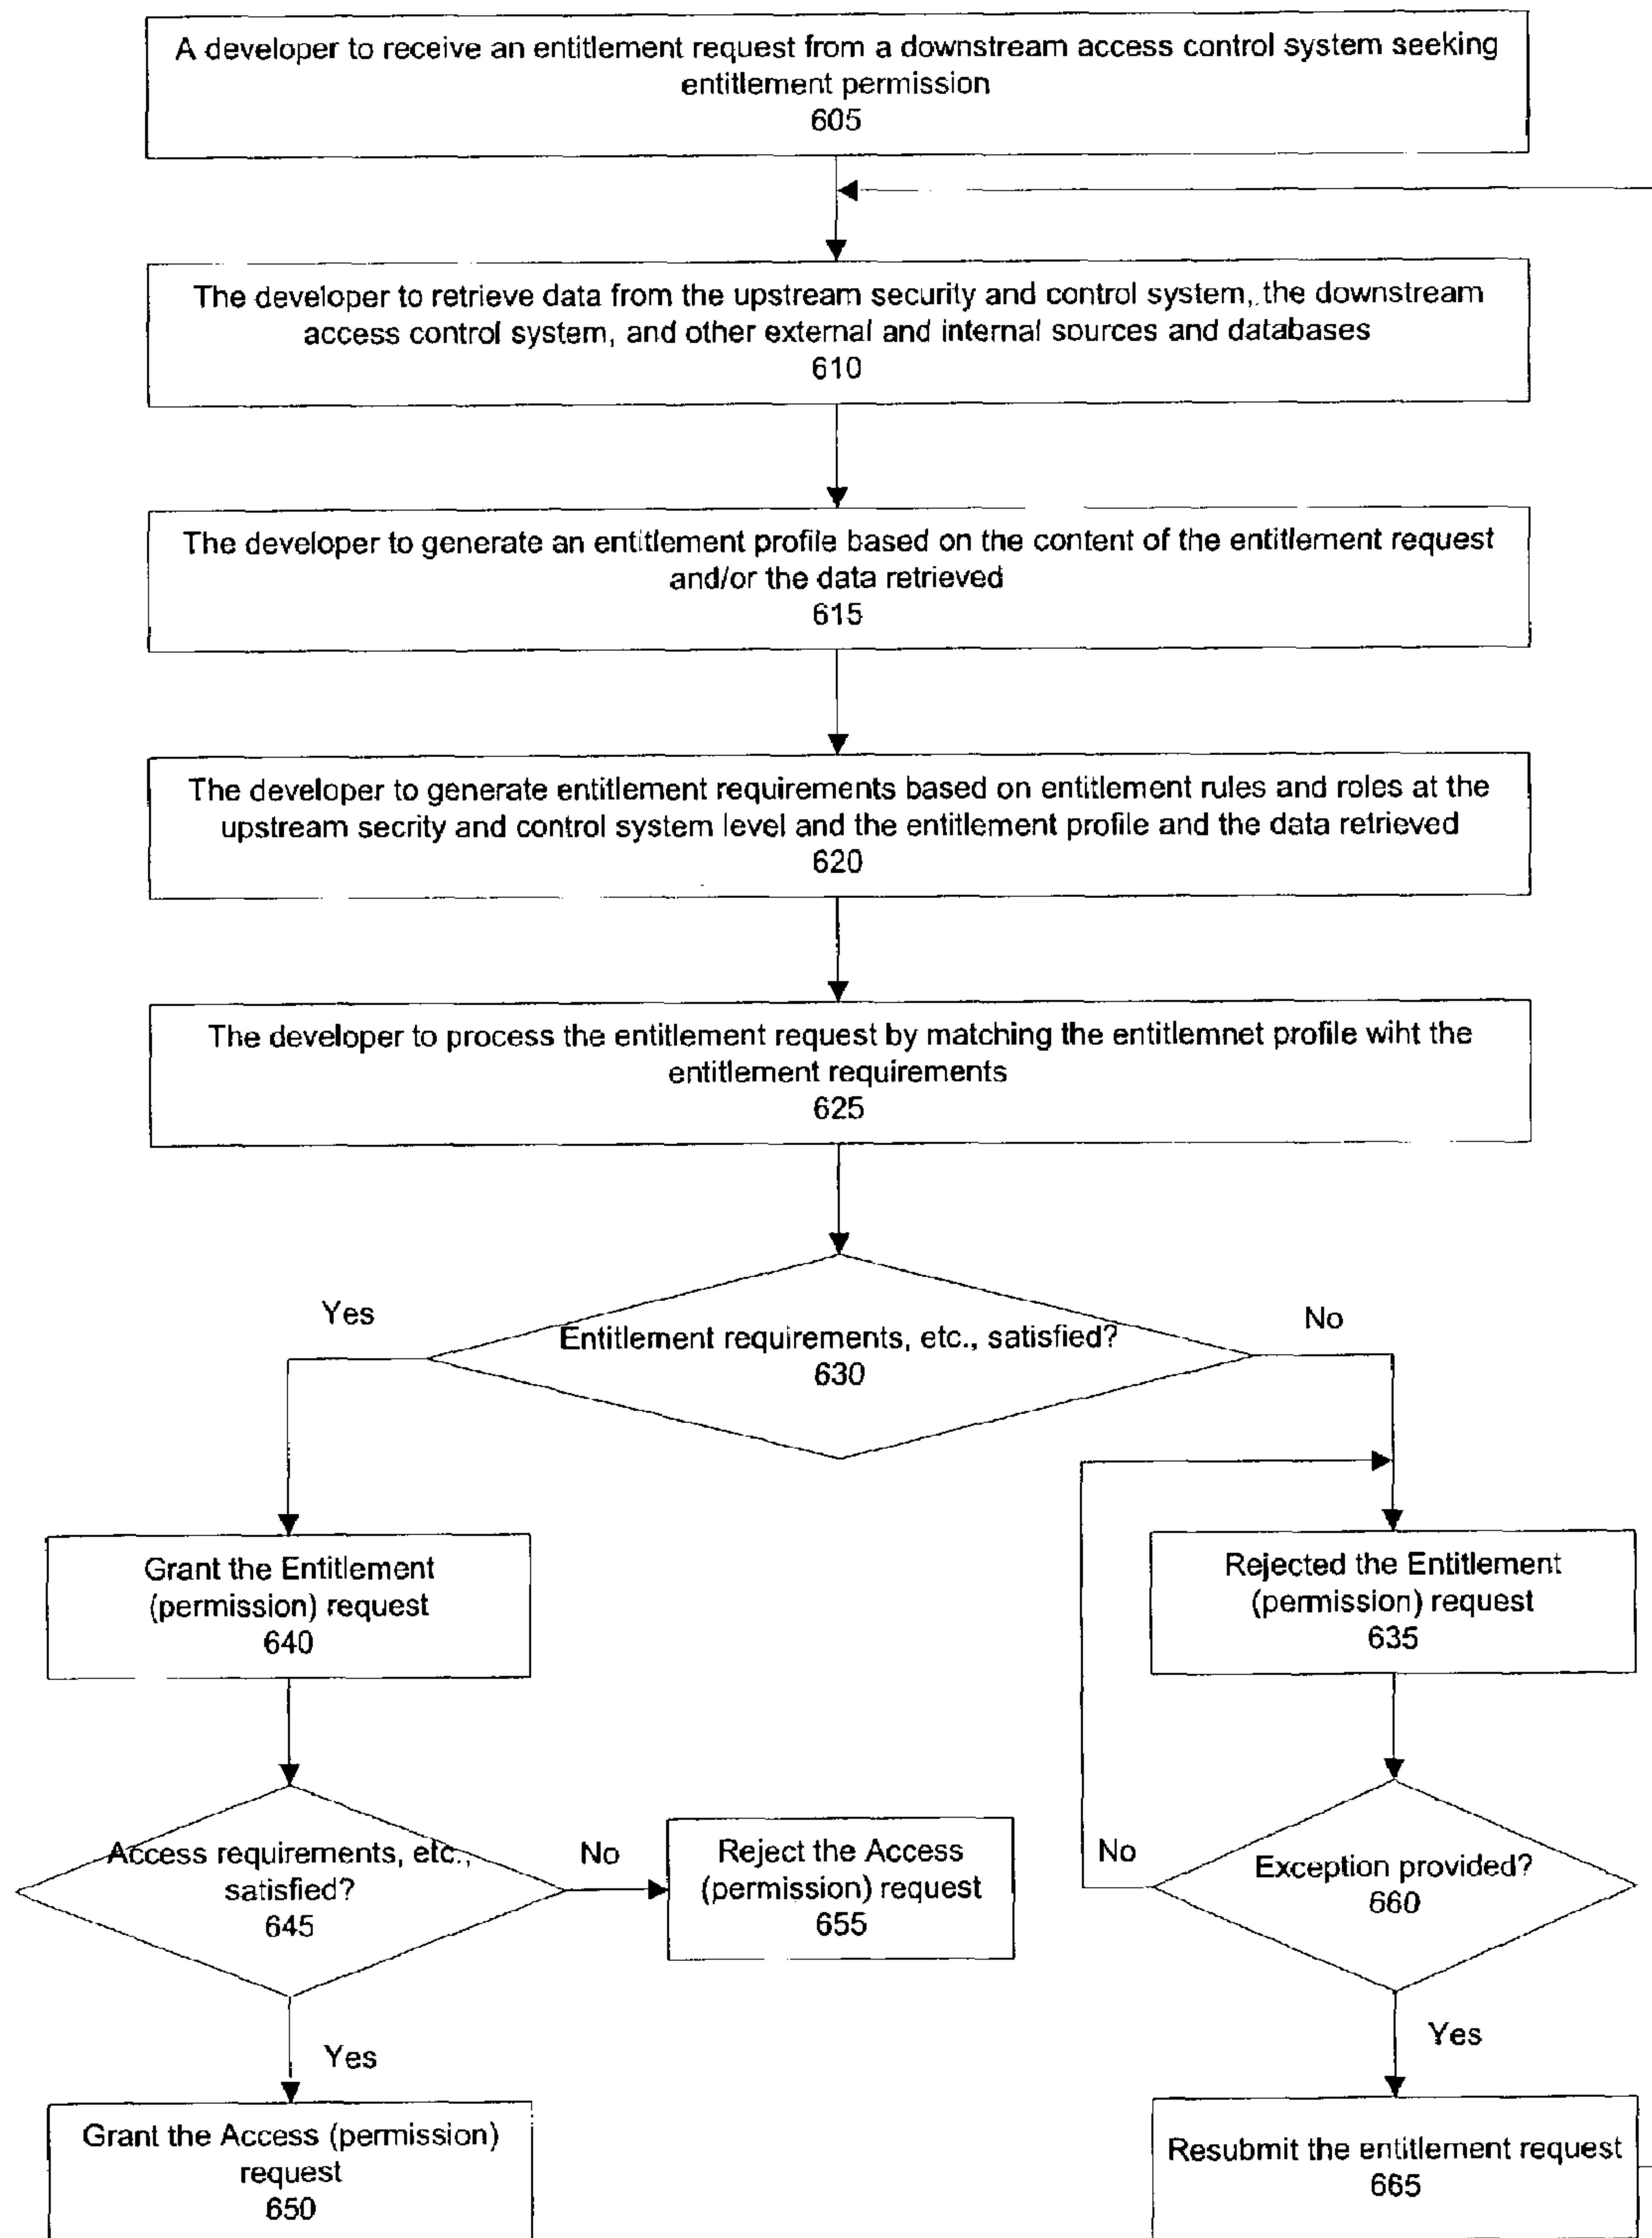 A developer to receive an entitlement request from a downstream access control system seeking
entitlement permission
605
The developer to retrieve data from the upstream security and control system, the downstream
access control system, and other external and internal sources and databases
610
The developer to generate an entitlement profile based on the content of the entitlement request
and/or the data retrieved
615
The developer to generate entitlement requirements based on entitlement rules and roles at the
upstream secrity and control system level and the entitlement profile and the data retrieved
620
The developer to process the entitlement request by matching the entitlemnet profile wiht the
entitlement requirements
625
Yes
No
Entitlement requirements, etc., satisfied?
630
Grant the Entitlement
(permission) request
640
Rejected the Entitlement
(permission) request
635
Access requirements, etc.,
satisfied?
645
No
Reject the Access
(permission) request
655
No
Exception provided?
660
Yes
Yes
Grant the Access (permission)
request
650
Resubmit the entitlement request
665